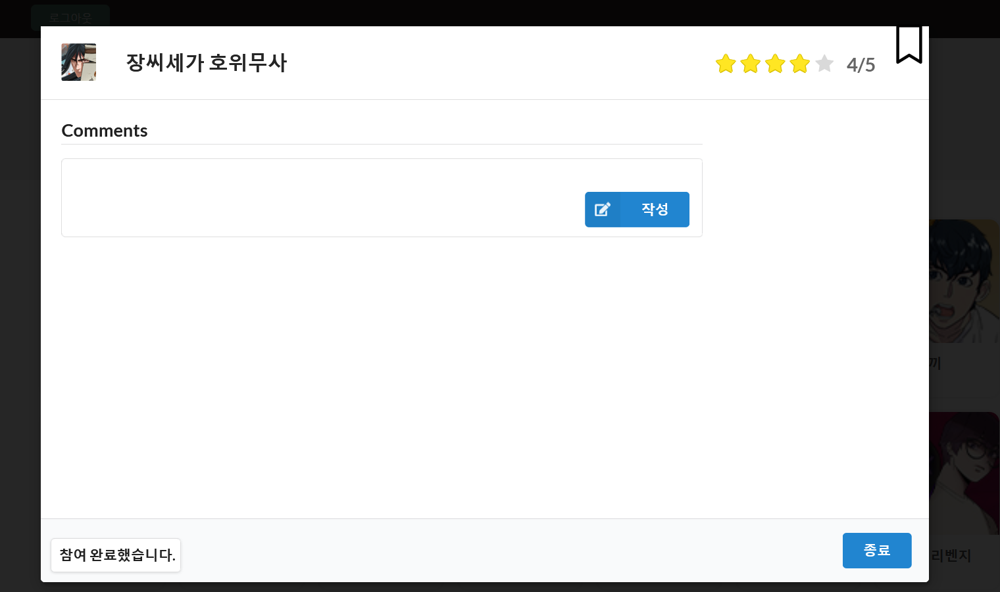 로그아웃
장씨세가 호위무사
4/5
Comments
작성
끼
리벤지
참여 완료했습니다.
종료